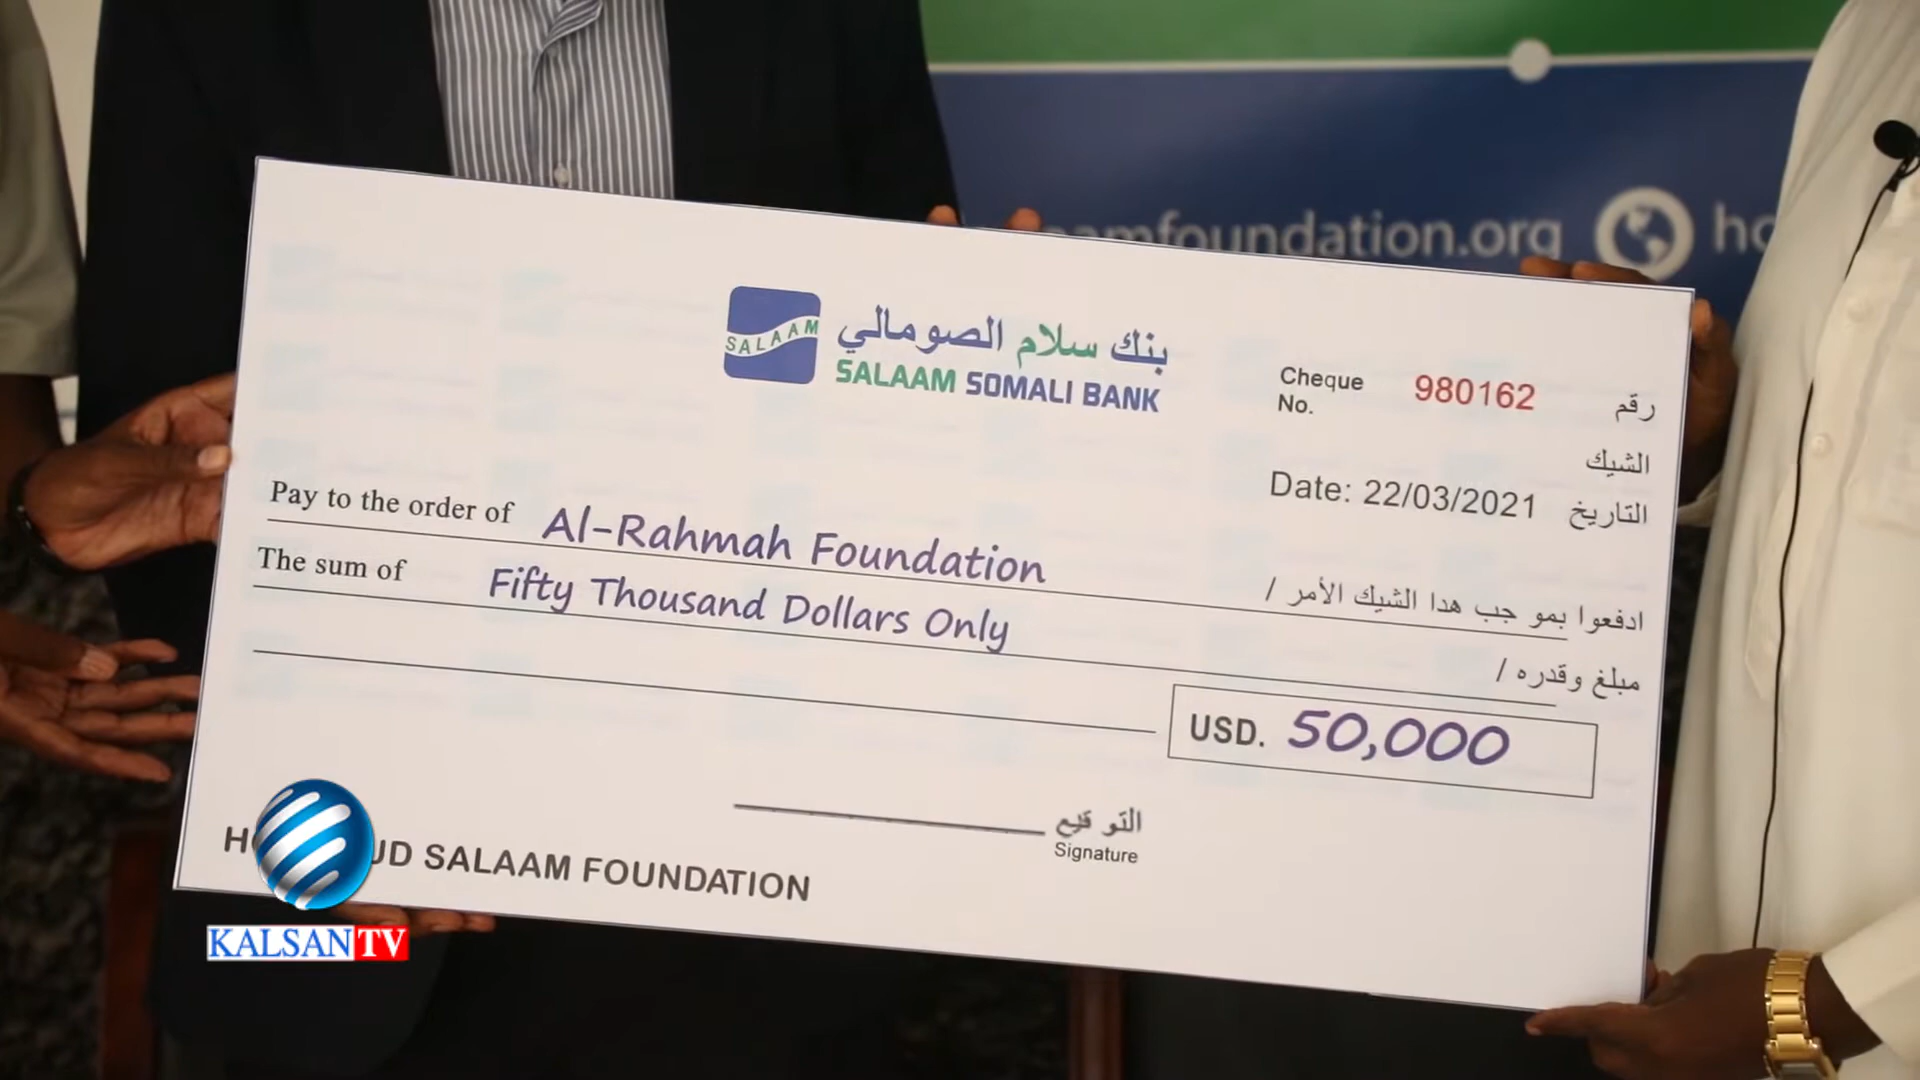 amfoundation.org
SALAAM
بنك سلام الصومالي
SALAAM SOMALI BANK
Cheque No. 980162 رقم الشيك
Date: 22/03/2021 التاريخ
Pay to the order of Al-Rahmah Foundation ادفعوا بمو جب هدا الشيك الأمر /
The sum of Fifty Thousand Dollars Only مبلغ وقدره /
USD. 50,000
التو قيع
Signature
SALAAM FOUNDATION
KALSAN TV